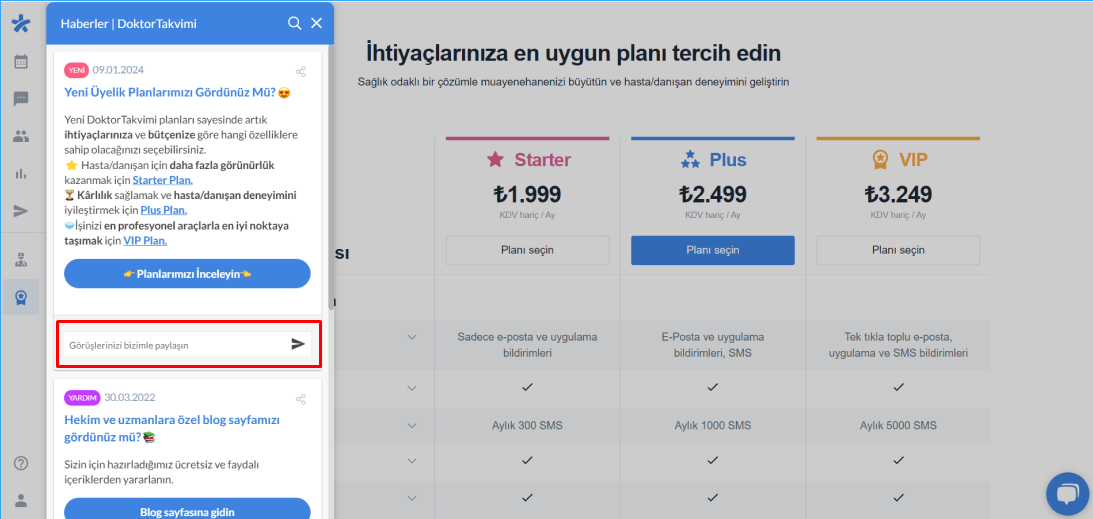 Haberler | DoktorTakvimi
YENİ 09.01.2024
Yeni Üyelik Planlarımızı Gördünüz Mü? 😍
Yeni DoktorTakvimi planları sayesinde artık
ihtiyaçlarınıza ve bütçenize göre hangi özelliklere
sahip olacağınızı seçebilirsiniz.
⭐ Hasta/danışan için daha fazla görünürlük
kazanmak için Starter Plan.
⏳ Kârlılık sağlamak ve hasta/danışan deneyimini
iyileştirmek için Plus Plan.
💎İşinizi en profesyonel araçlarla en iyi noktaya
taşımak için VIP Plan.
👉 Planlarımızı İnceleyin👈
Görüşlerinizi bizimle paylaşın
YARDIM 30.03.2022
Hekim ve uzmanlara özel blog sayfamızı
gördünüz mü? 📚
Sizin için hazırladığımız ücretsiz ve faydalı
içeriklerden yararlanın.
Blog sayfasına gidin
İhtiyaçlarınıza en uygun planı tercih edin
Sağlık odaklı bir çözümle muayenehanenizi büyütün ve hasta/danışan deneyimini geliştirin
Starter
₺1.999
KDV hariç / Ay
Planı seçin
Plus
₺2.499
KDV hariç / Ay
Planı seçin
VIP
₺3.249
KDV hariç / Ay
Planı seçin
sı
ı
Sadece e-posta ve uygulama
bildirimleri
E-Posta ve uygulama
bildirimleri, SMS
Tek tıkla toplu e-posta,
uygulama ve SMS bildirimleri
Aylık 300 SMS
Aylık 1000 SMS
Aylık 5000 SMS